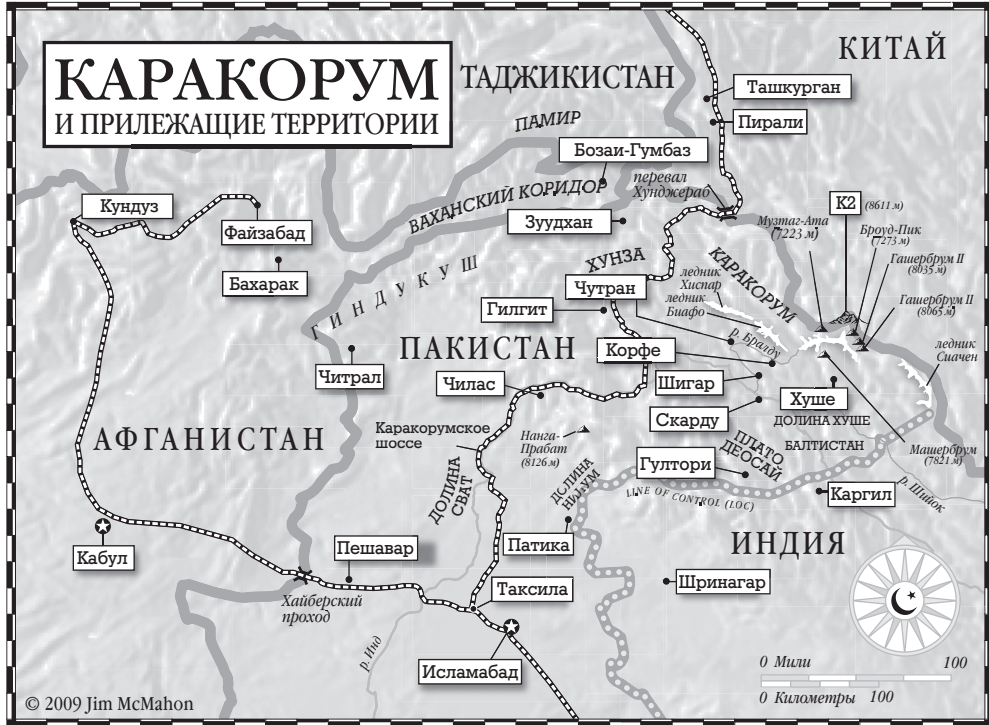 КАРАКОРУМ
И ПРИЛЕЖАЩИЕ ТЕРРИТОРИИ
ТАДЖИКИСТАН
КИТАЙ
Ташкурган
Пирали
ПАМИР
Бозаи-Гумбаз
ВАХАНСКИЙ КОРИДОР
перевал
Хунджераб
К2 (8611 м)
Кундуз
Файзабад
Зуудхан
Музтаг-Ата
(7223 м)
Броуд-Пик
(7273 м)
Гашербрум II
(8035 м)
Бахарак
ГИНДУКУШ
ХУНЗА
Чутран
ледник
Хиспар
ледник
Биафо
КАРАКОРУМ
Гашербрум II
(8065 м)
Гилгит
р. Бралду
ПАКИСТАН
Корфе
ледник
Сиачен
Читрал
Чилас
Шигар
Хуше
ДОЛИНА ХУШЕ
Скарду
АФГАНИСТАН
Каракорумское
шоссе
Нанга-
Прабат
(8126 м)
ПЛАТО
ДЕОСАЙ
БАЛТИСТАН
Машербрум
(7821 м)
Гултори
ДОЛИНА
СВАТ
ДОЛИНА
НИЛУМ
LINE OF CONTROL (LOC)
Каргил
р. Шийок
Кабул
Пешавар
Патика
ИНДИЯ
Хайберский
проход
Таксила
Шринагар
р. Инд
Исламабад
0 Мили 100
0 Километры 100
© 2009 Jim McMahon